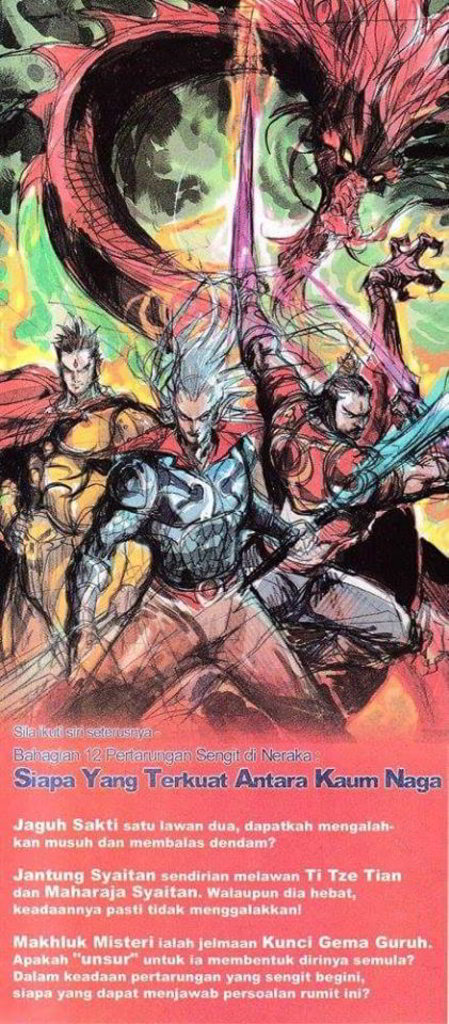 Sila ikuti siri seterusnya -
Bahagian 12 Pertarungan Sengit di Neraka :
Siapa Yang Terkuat Antara Kaum Naga
Jaguh Sakti satu lawan dua, dapatkah mengalah-
kan musuh dan membalas dendam?
Jantung Syaitan sendirian melawan Ti Tze Tian
dan Maharaja Syaitan. Walaupun dia hebat,
keadaannya pasti tidak menggalakkan!
Makhluk Misteri ialah jelmaan Kunci Gema Guruh.
Apakah "unsur" untuk ia membentuk dirinya semula?
Dalam keadaan pertarungan yang sengit begini,
siapa yang dapat menjawab persoalan rumit ini?